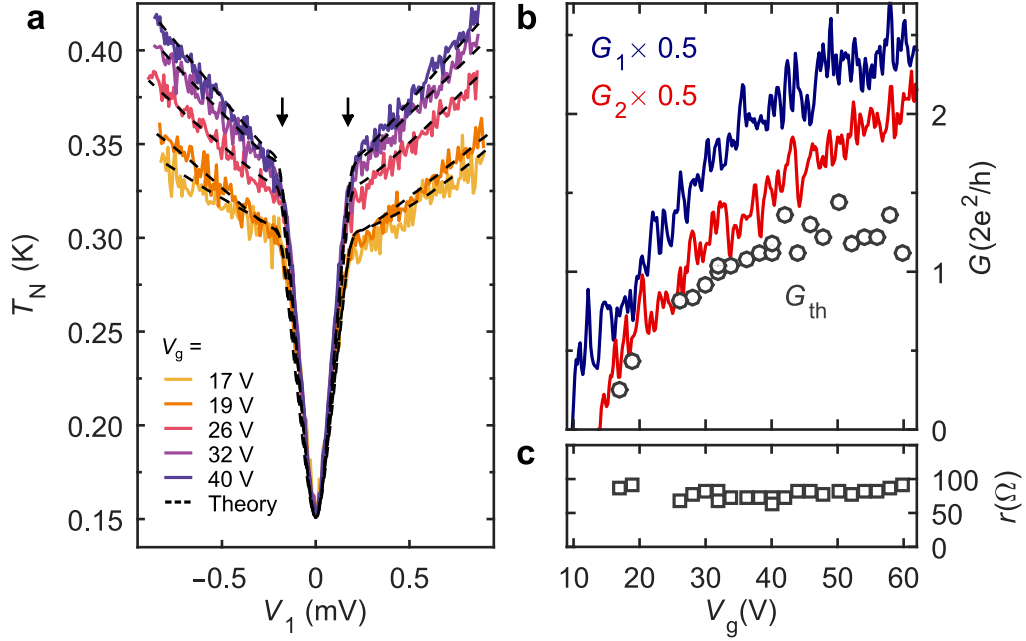 a
0.40
0.35
0.30
0.25
0.20
0.15
T_N (K)
V_g =
17 V
19 V
26 V
32 V
40 V
Theory
−0.5
0
0.5
V_1 (mV)
b
G_1 × 0.5
G_2 × 0.5
G_th
2
1
0
G(2e²/h)
c
100
50
0
r(Ω)
10
20
30
40
50
60
V_g(V)